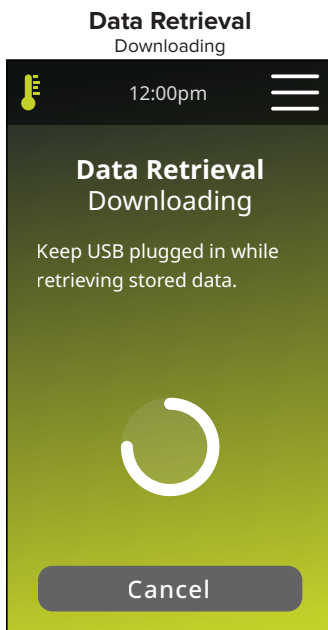 Data Retrieval
Downloading
12:00pm
Data Retrieval
Downloading
Keep USB plugged in while
retrieving stored data.
Cancel